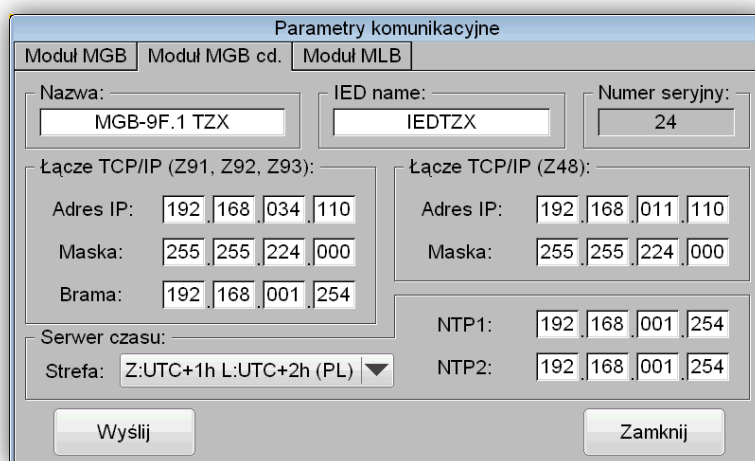 Parametry komunikacyjne
Moduł MGB Moduł MGB cd. Moduł MLB
Nazwa: IED name: Numer seryjny:
MGB-9F.1 TZX IEDTZX 24
Łącze TCP/IP (Z91, Z92, Z93): Łącze TCP/IP (Z48):
Adres IP: 192.168.034.110 Adres IP: 192.168.011.110
Maska: 255.255.224.000 Maska: 255.255.224.000
Brama: 192.168.001.254
NTP1: 192.168.001.254
Serwer czasu:
Strefa: Z:UTC+1h L:UTC+2h (PL) NTP2: 192.168.001.254
Wyślij Zamknij